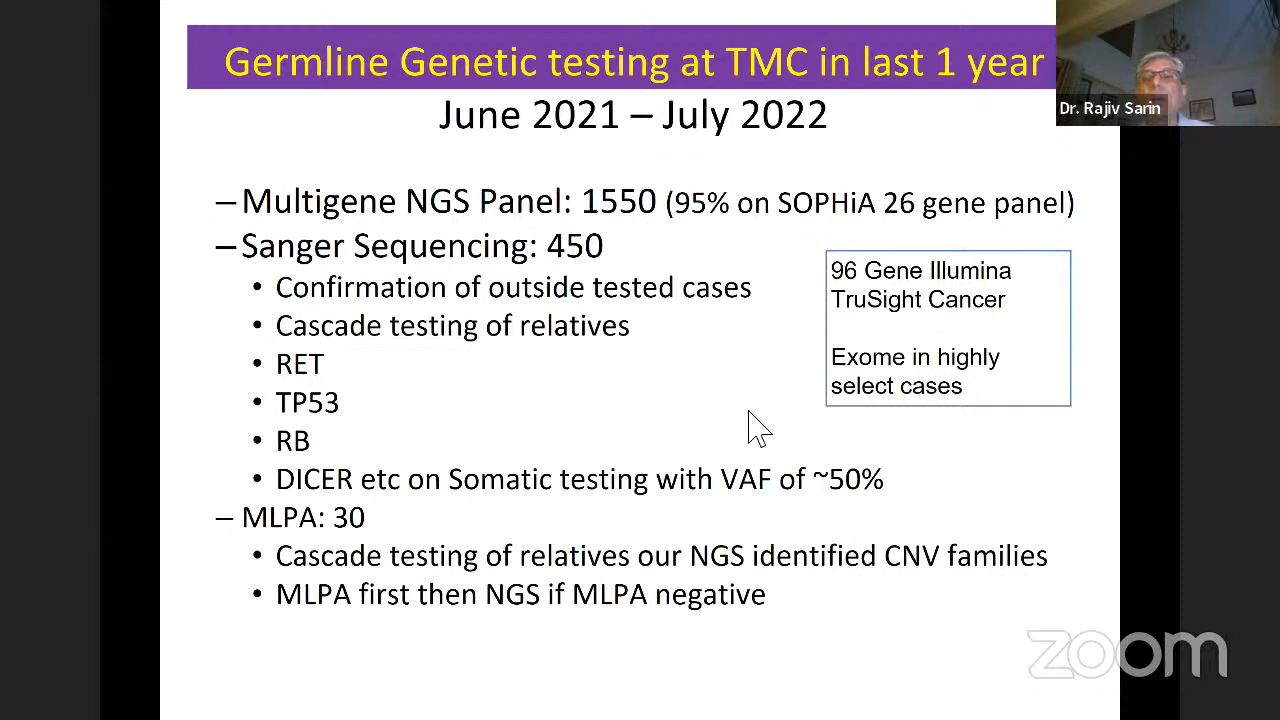 Germline Genetic testing at TMC in last 1 year
Dr. Rajiv Sarin
June 2021 – July 2022
–Multigene NGS Panel: 1550 (95% on SOPHiA 26 gene panel)
–Sanger Sequencing: 450
• Confirmation of outside tested cases
• Cascade testing of relatives
• RET
• TP53
• RB
• DICER etc on Somatic testing with VAF of ~50%
– MLPA: 30
• Cascade testing of relatives our NGS identified CNV families
• MLPA first then NGS if MLPA negative
96 Gene Illumina
TruSight Cancer
Exome in highly
select cases
zoom